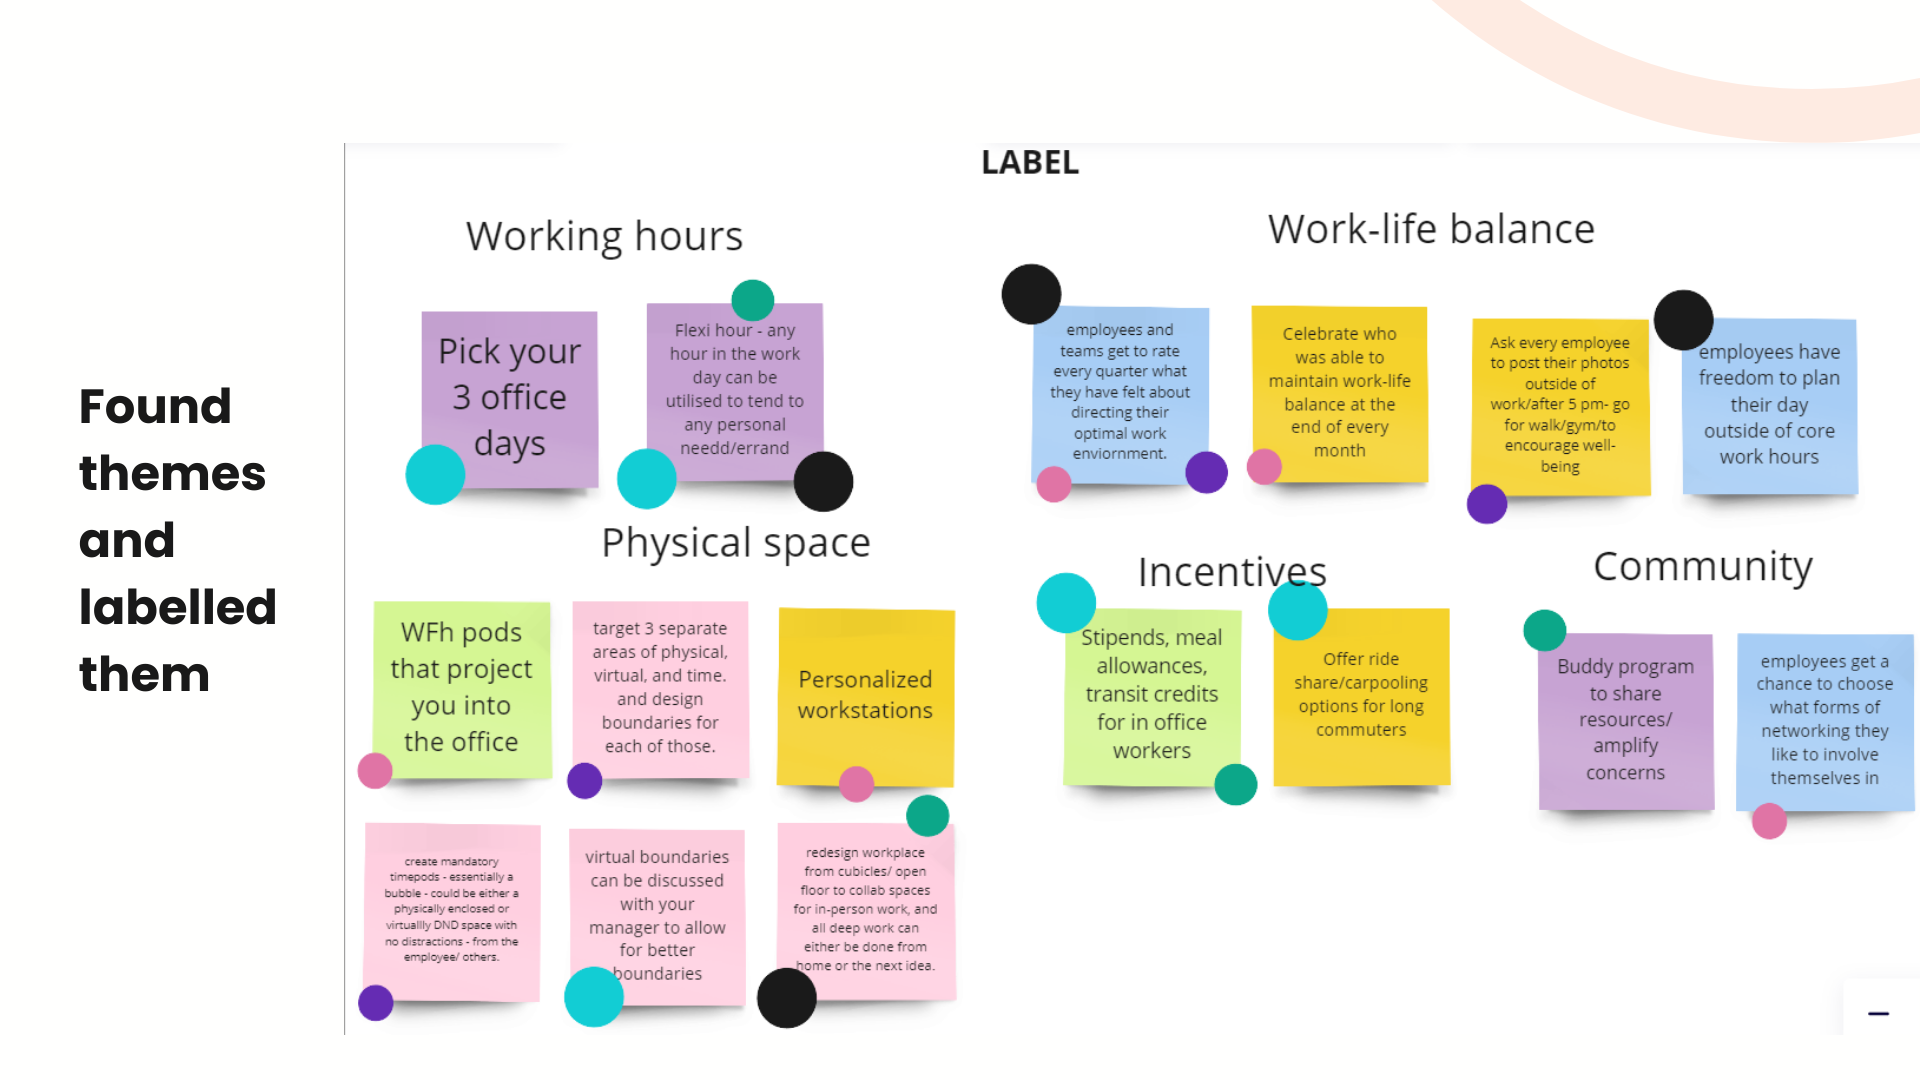 Found
themes
and
labelled
them
LABEL
Working hours
Pick your
3 office
days
Flexi hour - any
hour in the work
day can be
utilised to tend to
any personal
needd/errand
Physical space
WFh pods
that project
you into
the office
target 3 separate
areas of physical,
virtual, and time.
and design
boundaries for
each of those.
Personalized
workstations
create mandatory
timepods - essentially a
bubble - could be either a
physically enclosed or
virtuallly DND space with
no distractions - from the
employee/ others.
virtual boundaries
can be discussed
with your
manager to allow
for better
boundaries
redesign workplace
from cubicles/ open
floor to collab spaces
for in-person work, and
all deep work can
either be done from
home or the next idea.
Work-life balance
employees and
teams get to rate
every quarter what
they have felt about
directing their
optimal work
enviornment.
Celebrate who
was able to
maintain work-life
balance at the
end of every
month
Ask every employee
to post their photos
outside of
work/after 5 pm- go
for walk/gym/to
encourage well-
being
employees have
freedom to plan
their day
outside of core
work hours
Incentives
Stipends, meal
allowances,
transit credits
for in office
workers
Offer ride
share/carpooling
options for long
commuters
Community
Buddy program
to share
resources/
amplify
concerns
employees get a
chance to choose
what forms of
networking they
like to involve
themselves in